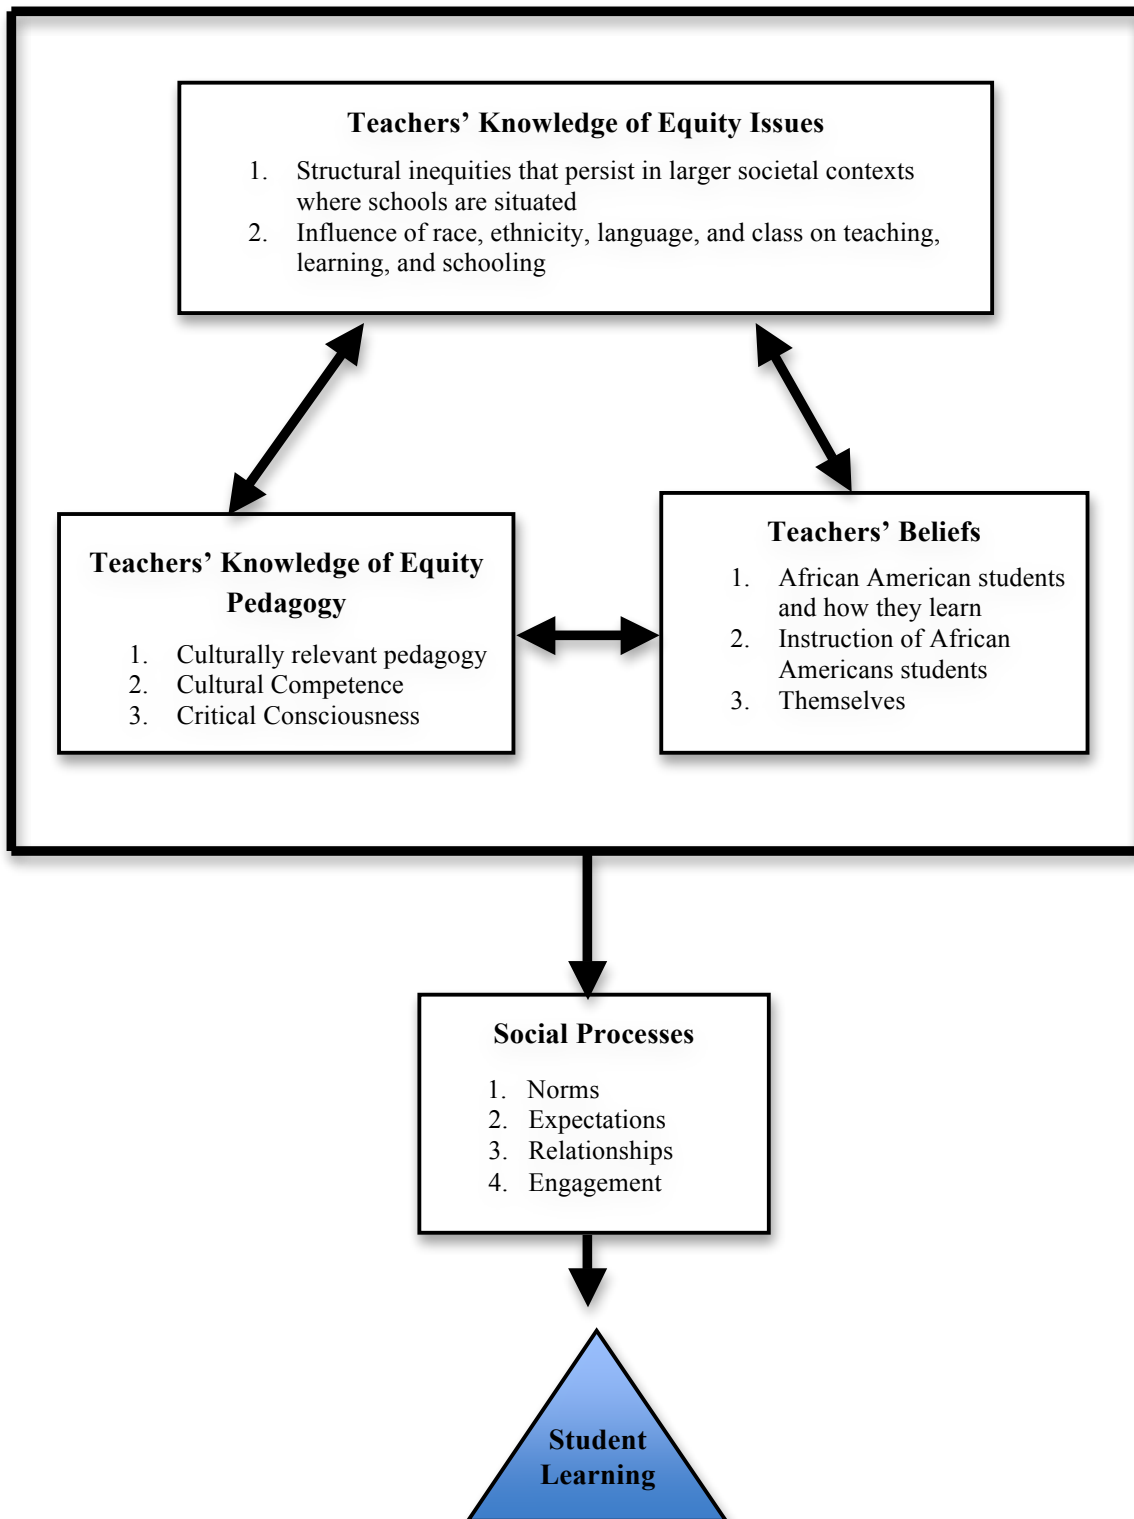 Teachers’ Knowledge of Equity Issues
1. Structural inequities that persist in larger societal contexts
where schools are situated
2. Influence of race, ethnicity, language, and class on teaching,
learning, and schooling
Teachers’ Knowledge of Equity
Pedagogy
1. Culturally relevant pedagogy
2. Cultural Competence
3. Critical Consciousness
Teachers’ Beliefs
1. African American students
and how they learn
2. Instruction of African
Americans students
3. Themselves
Social Processes
1. Norms
2. Expectations
3. Relationships
4. Engagement
Student
Learning